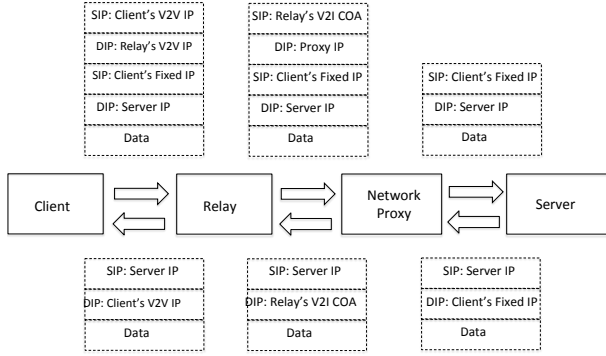 SIP: Client's V2V IP
DIP: Relay's V2V IP
SIP: Client's Fixed IP
DIP: Server IP
Data
SIP: Relay's V2I COA
DIP: Proxy IP
SIP: Client's Fixed IP
DIP: Server IP
Data
SIP: Client's Fixed IP
DIP: Server IP
Data
Client
Relay
Network
Proxy
Server
SIP: Server IP
DIP: Client's V2V IP
Data
SIP: Server IP
DIP: Relay's V2I COA
Data
SIP: Server IP
DIP: Client's Fixed IP
Data